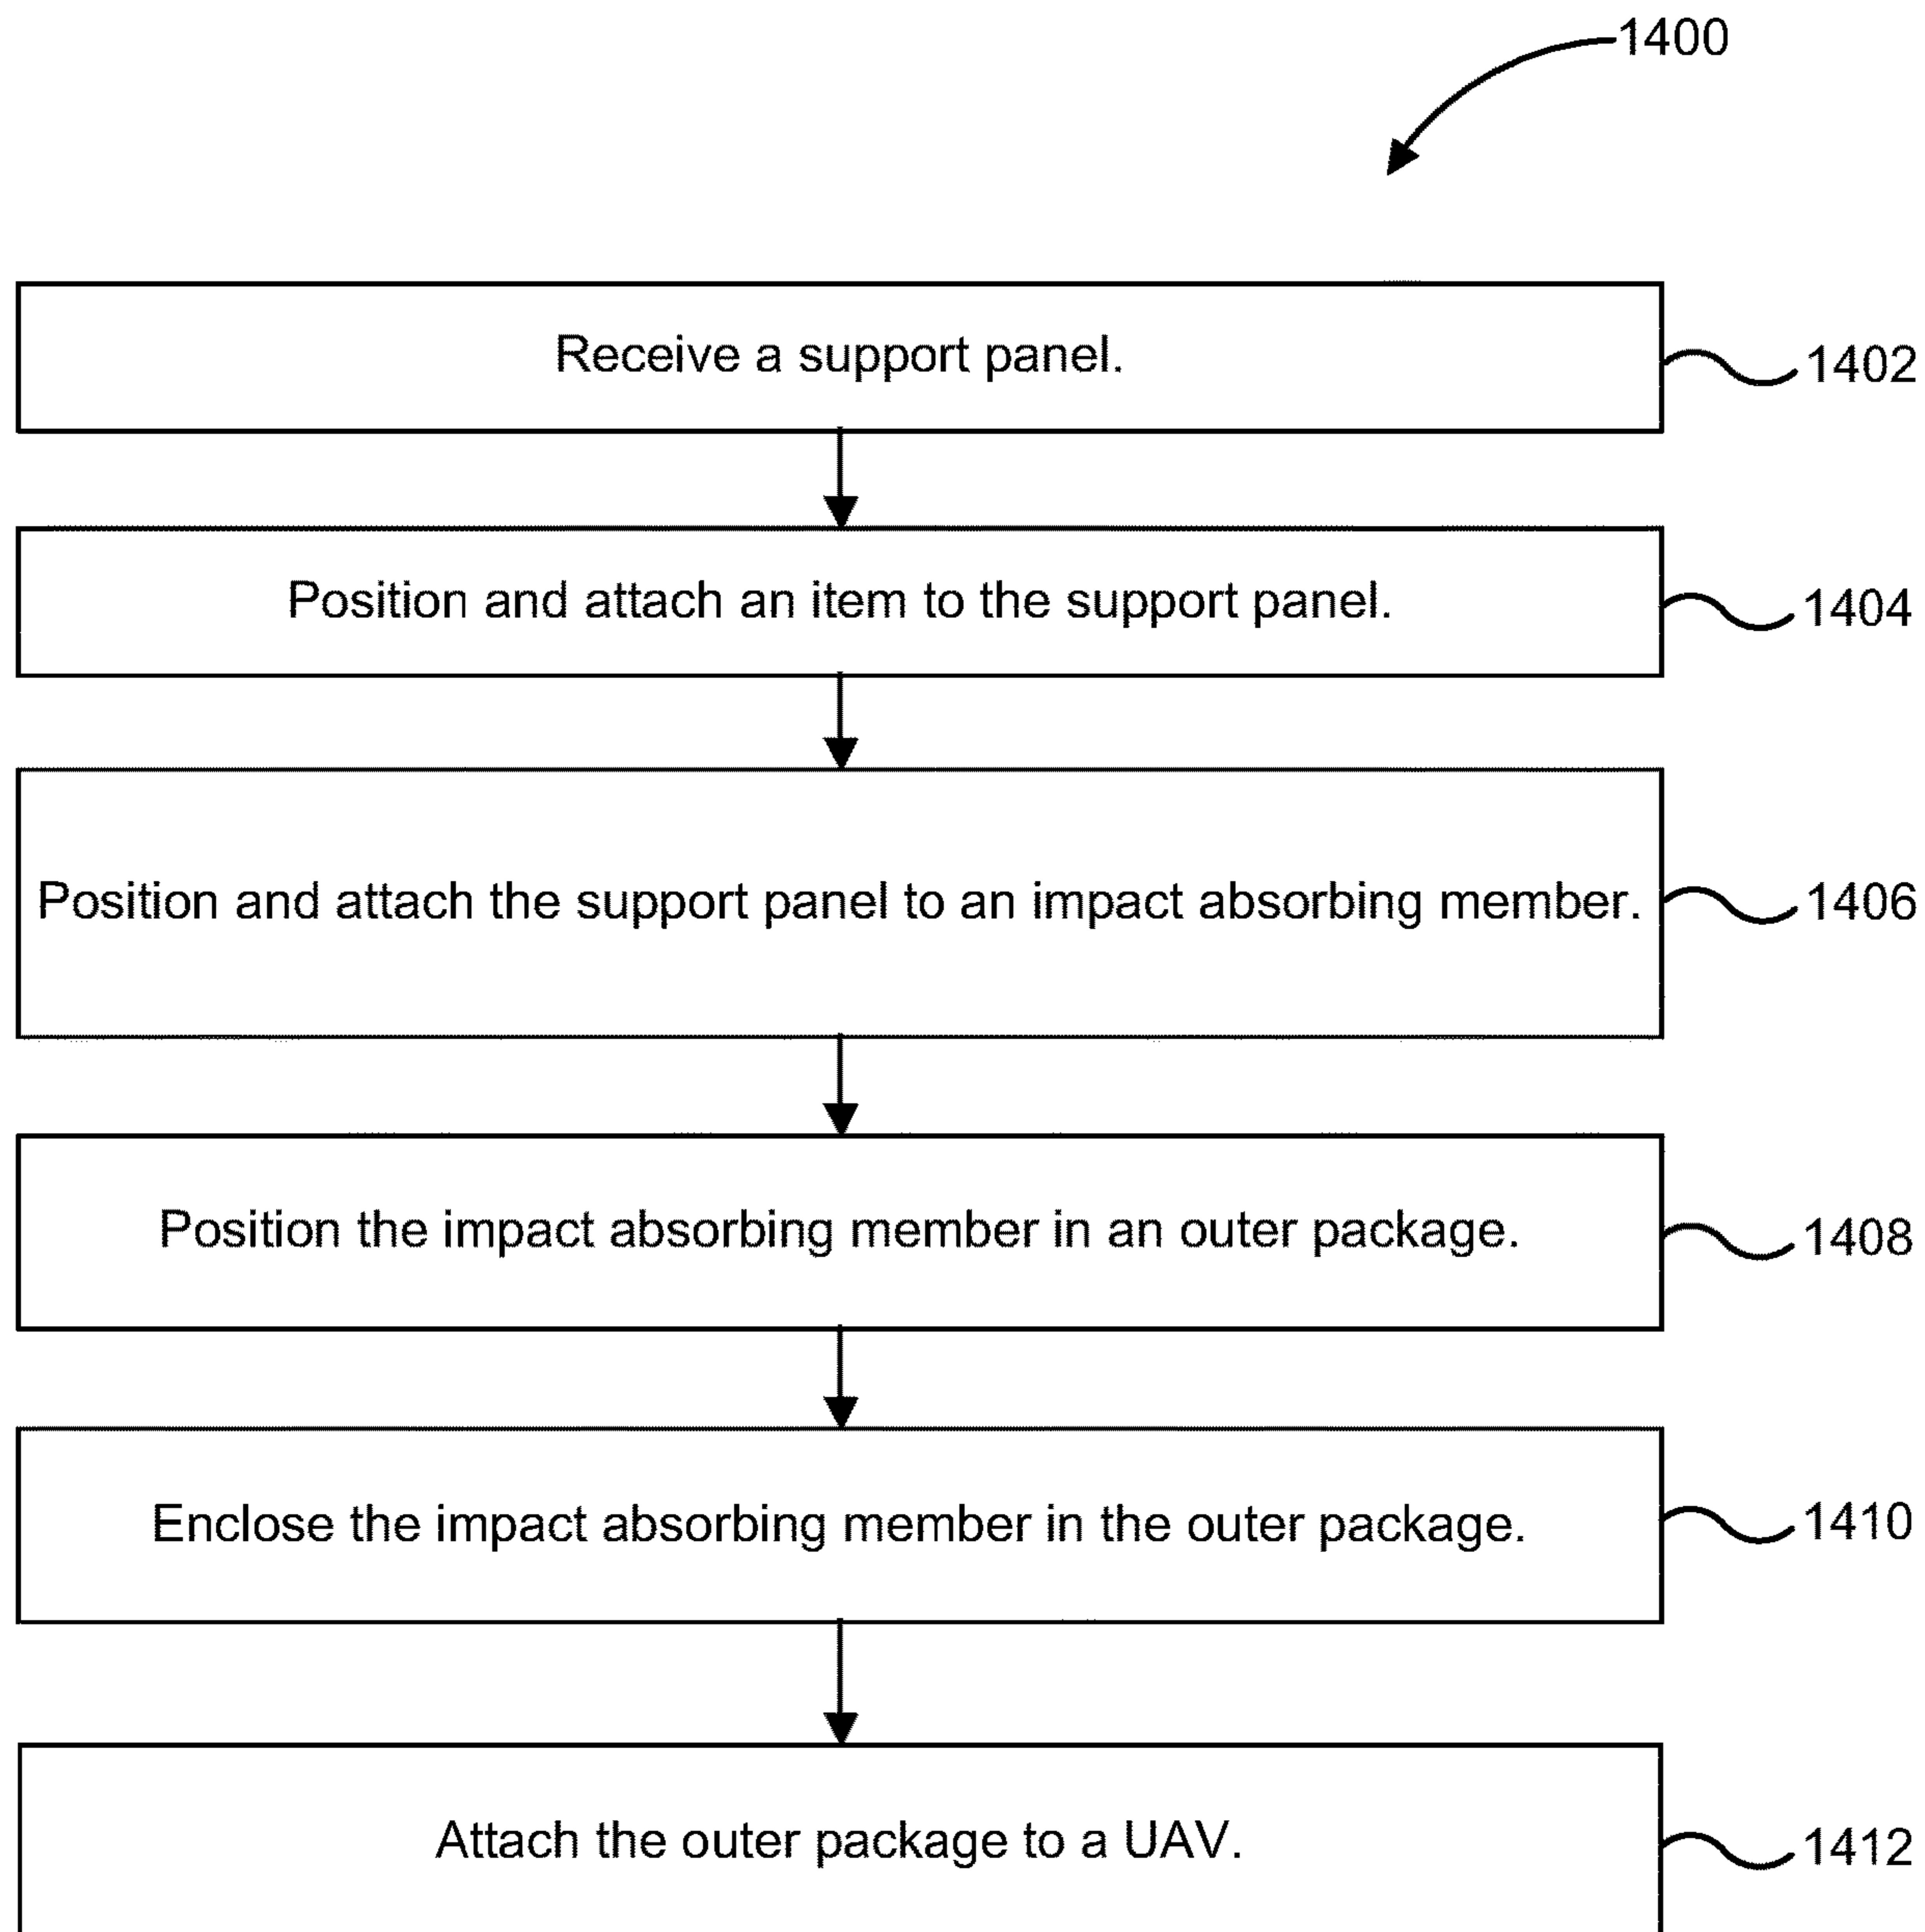 1400
Receive a support panel.
1402
Position and attach an item to the support panel.
1404
Position and attach the support panel to an impact absorbing member.
1406
Position the impact absorbing member in an outer package.
1408
Enclose the impact absorbing member in the outer package.
1410
Attach the outer package to a UAV.
1412